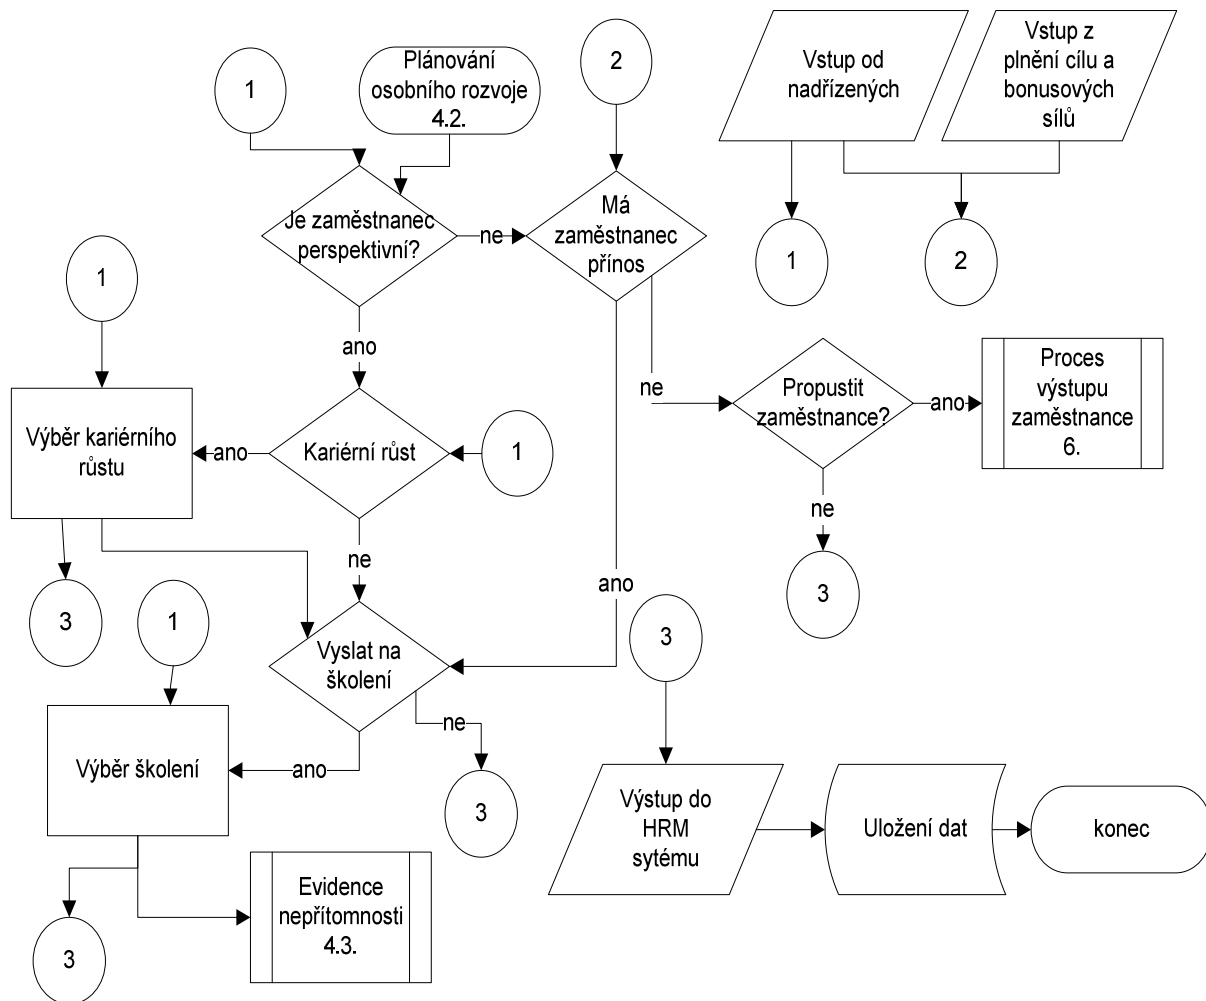 1
Plánování
osobního rozvoje
4.2.
2
Vstup od
nadřízených
Vstup z
plnění cílu a
bonusových
sílů
Je zaměstnanec
perspektivní?
ne
Má
zaměstnanec
přínos
1
2
1
ano
ne
Propustit
zaměstnance?
ano
Proces
výstupu
zaměstnance
6.
Výběr kariérního
růstu
ano
Kariérní růst
1
ne
ne
3
1
ano
3
3
Vyslat na
školení
ne
Výběr školení
ano
3
Výstup do
HRM
sytému
Uložení dat
konec
Evidence
nepřítomnosti
4.3.
3